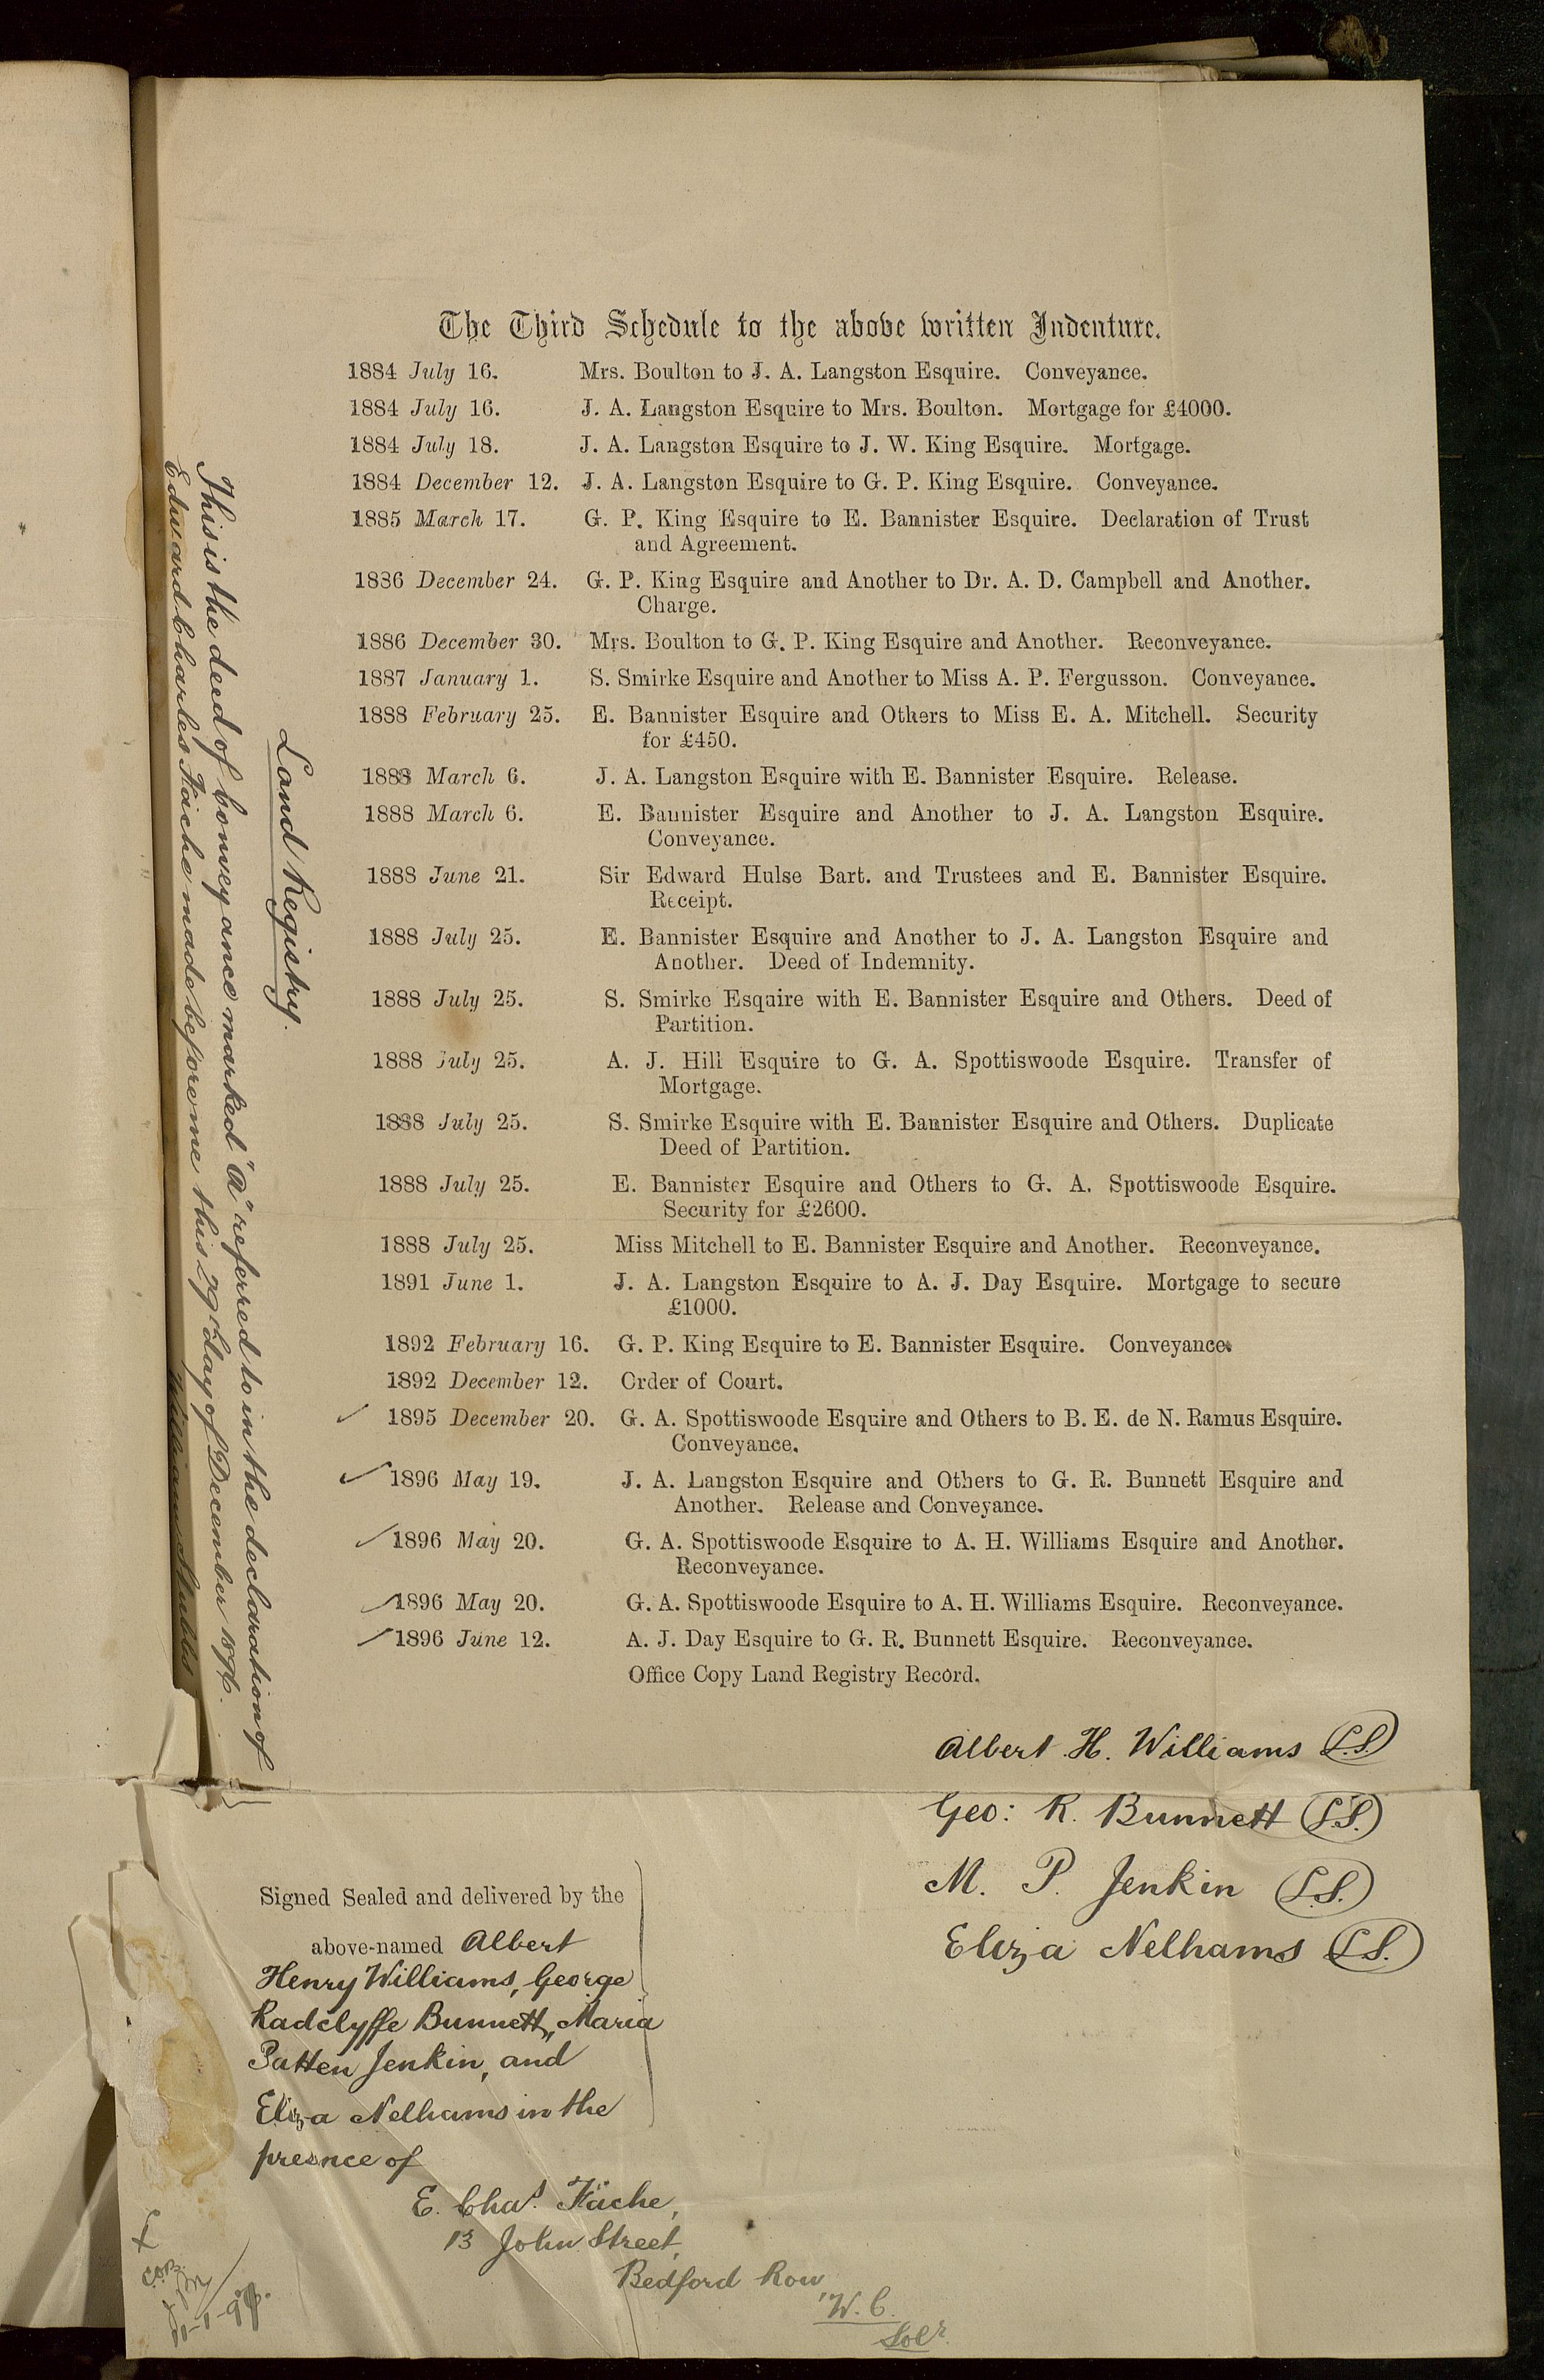 The Third Schedule to the above written Indenture.
1884 July 16. Mrs. Boulton to J. A. Langston Esquire. Conveyance.
1884 July 16. J. A. Langston Esquire to Mrs. Boulton. Mortgage for £4000.
1884 July 18. J. A. Langston Esquire to J. W. King Esquire. Mortgage.
1884 December 12. J. A. Langston Esquire to G. P. King Esquire. Conveyance.
1885 March 17. G. P. King Esquire to E. Bannister Esquire. Declaration of Trust
and Agreement.
1886 December 24. G. P. King Esquire and Another to Dr. A. D. Campbell and Another.
Charge.
1886 December 30. Mrs. Boulton to G. P. King Esquire and Another. Reconveyance.
1887 January 1. S. Smirke Esquire and Another to Miss A. P. Fergusson. Conveyance.
1888 February 25. E. Bannister Esquire and Others to Miss E. A. Mitchell. Security
for £450.
1888 March 6. J. A. Langston Esquire with E. Bannister Esquire. Release.
1888 March 6. E. Bannister Esquire and Another to J. A. Langston Esquire.
Conveyance.
1888 June 21. Sir Edward Hulse Bart. and Trustees and E. Bannister Esquire.
Receipt.
1888 July 25. E. Bannister Esquire and Another to J. A. Langston Esquire and
Another. Deed of Indemnity.
1888 July 25. S. Smirke Esquire with E. Bannister Esquire and Others. Deed of
Partition.
1888 July 25. A. J. Hill Esquire to G. A. Spottiswoode Esquire. Transfer of
Mortgage.
1888 July 25. S. Smirke Esquire with E. Bannister Esquire and Others. Duplicate
Deed of Partition.
1888 July 25. E. Bannister Esquire and Others to G. A. Spottiswoode Esquire.
Security for £2600.
1888 July 25. Miss Mitchell to E. Bannister Esquire and Another. Reconveyance.
1891 June 1. J. A. Langston Esquire to A. J. Day Esquire. Mortgage to secure
£1000.
1892 February 16. G. P. King Esquire to E. Bannister Esquire. Conveyance.
1892 December 12. Order of Court.
1895 December 20. G. A. Spottiswoode Esquire and Others to B. E. de N. Ramus Esquire.
Conveyance.
1896 May 19. J. A. Langston Esquire and Others to G. R. Bunnett Esquire and
Another. Release and Conveyance.
1896 May 20. G. A. Spottiswoode Esquire to A. H. Williams Esquire and Another.
Reconveyance.
1896 May 20. G. A. Spottiswoode Esquire to A. H. Williams Esquire. Reconveyance.
1896 June 12. A. J. Day Esquire to G. R. Bunnett Esquire. Reconveyance.
Office Copy Land Registry Record.
Albert H. Williams L.S.
Geo: R. Bunnett L.S.
M. P. Jenkin L.S.
Eliza Nelhams L.S.
Signed Sealed and delivered by the
above-named Albert
Henry Williams, George
Radclyffe Bunnett, Maria
Patten Jenkin, and
Eliza Nelhams in the
presnce of
E. Chas. Fäche,
13 John Street,
Bedford Row
W.C.
Solr.
Land Registry.
This is the deed of Conveyance marked "A" referred to in the declaration of
Edward Charles Fäche made before me this 29th day of December 1896.
William Stubbs